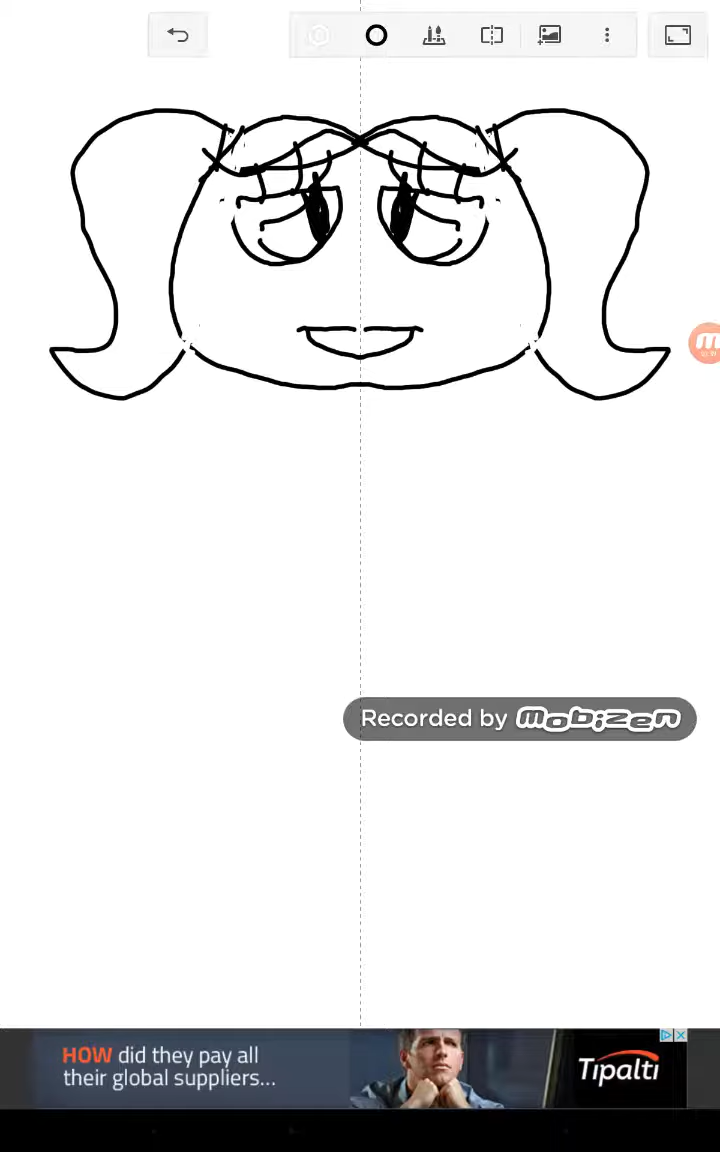 Recorded by mobizen
HOW did they pay all
their global suppliers...
Tipalti